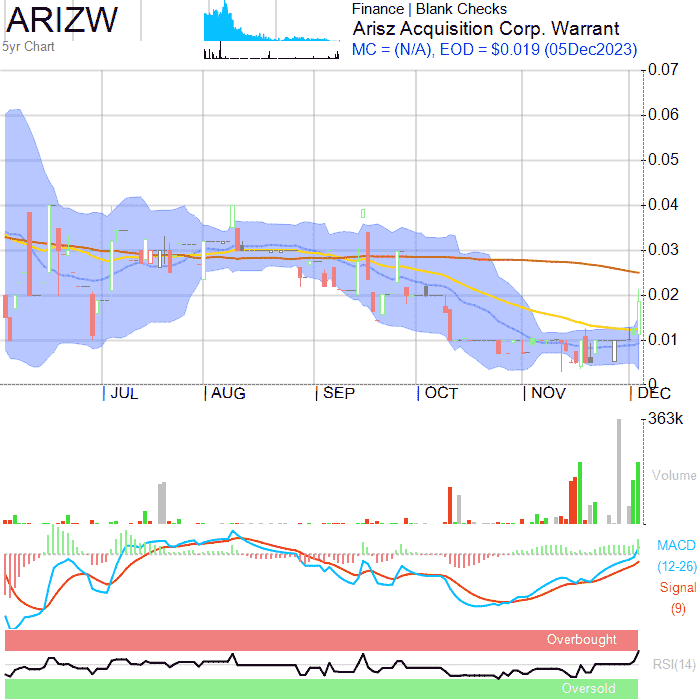 ARIZW
5yr Chart
Finance | Blank Checks
Arisz Acquisition Corp. Warrant
MC = (N/A), EOD = $0.019 (05Dec2023)
0.07
0.06
0.05
0.04
0.03
0.02
0.01
0
JUL AUG SEP OCT NOV DEC
363k
Volume
MACD
(12-26)
Signal
(9)
Overbought
RSI(14)
Oversold